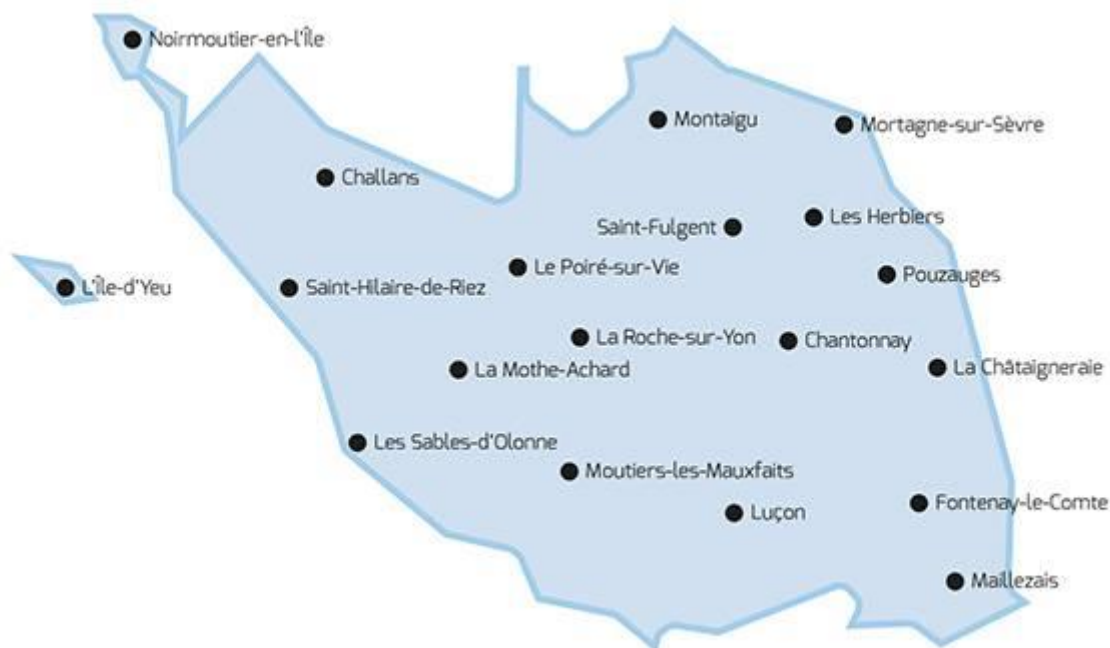 Noirmoutier-en-l'Île
Montaigu
Mortagne-sur-Sèvre
Challans
Les Herbiers
Saint-Fulgent
Le Poiré-sur-Vie
Pouzauges
L'Île-d'Yeu
Saint-Hilaire-de-Riez
La Roche-sur-Yon
Chantonnay
La Mothe-Achard
La Châtaigneraie
Les Sables-d'Olonne
Moutiers-les-Mauxfaits
Fontenay-le-Comte
Luçon
Maillezais